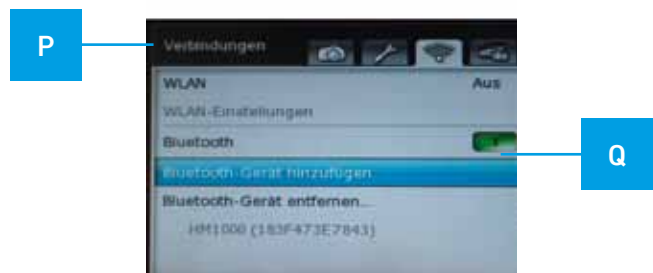 P
Verbindungen
WLAN Aus
WLAN-Einstellungen
Bluetooth
Q
Bluetooth-Gerät hinzufügen
Bluetooth-Gerät entfernen...
HM1000 (183F473E7843)